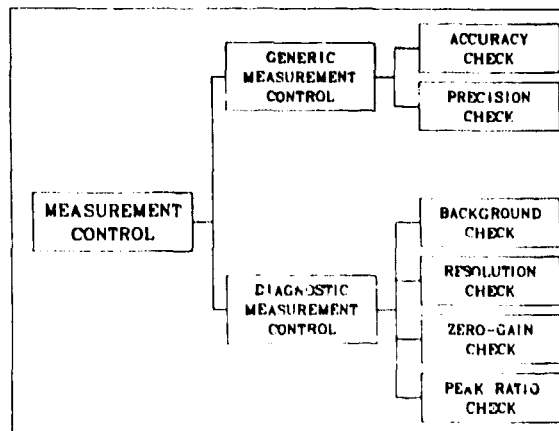 MEASUREMENT
CONTROL
GENERIC
MEASUREMENT
CONTROL
ACCURACY
CHECK
PRECISION
CHECK
DIAGNOSTIC
MEASUREMENT
CONTROL
BACKGROUND
CHECK
RESOLUTION
CHECK
ZERO-GAIN
CHECK
PEAK RATIO
CHECK